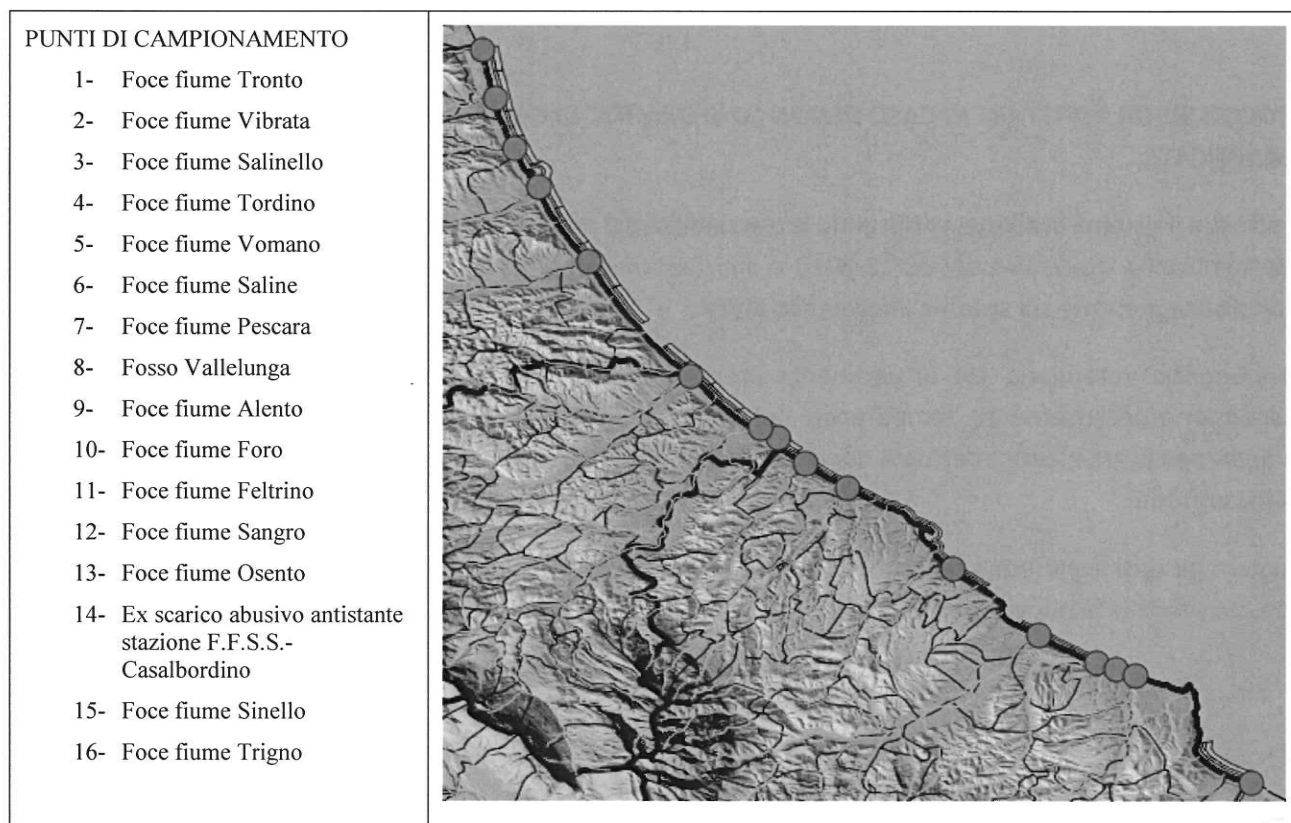 PUNTI DI CAMPIONAMENTO
1- Foce fiume Tronto
2- Foce fiume Vibrata
3- Foce fiume Salinello
4- Foce fiume Tordino
5- Foce fiume Vomano
6- Foce fiume Saline
7- Foce fiume Pescara
8- Fosso Vallelunga
9- Foce fiume Alento
10- Foce fiume Foro
11- Foce fiume Feltrino
12- Foce fiume Sangro
13- Foce fiume Osento
14- Ex scarico abusivo antistante
stazione F.F.S.S.-
Casalbordino
15- Foce fiume Sinello
16- Foce fiume Trigno